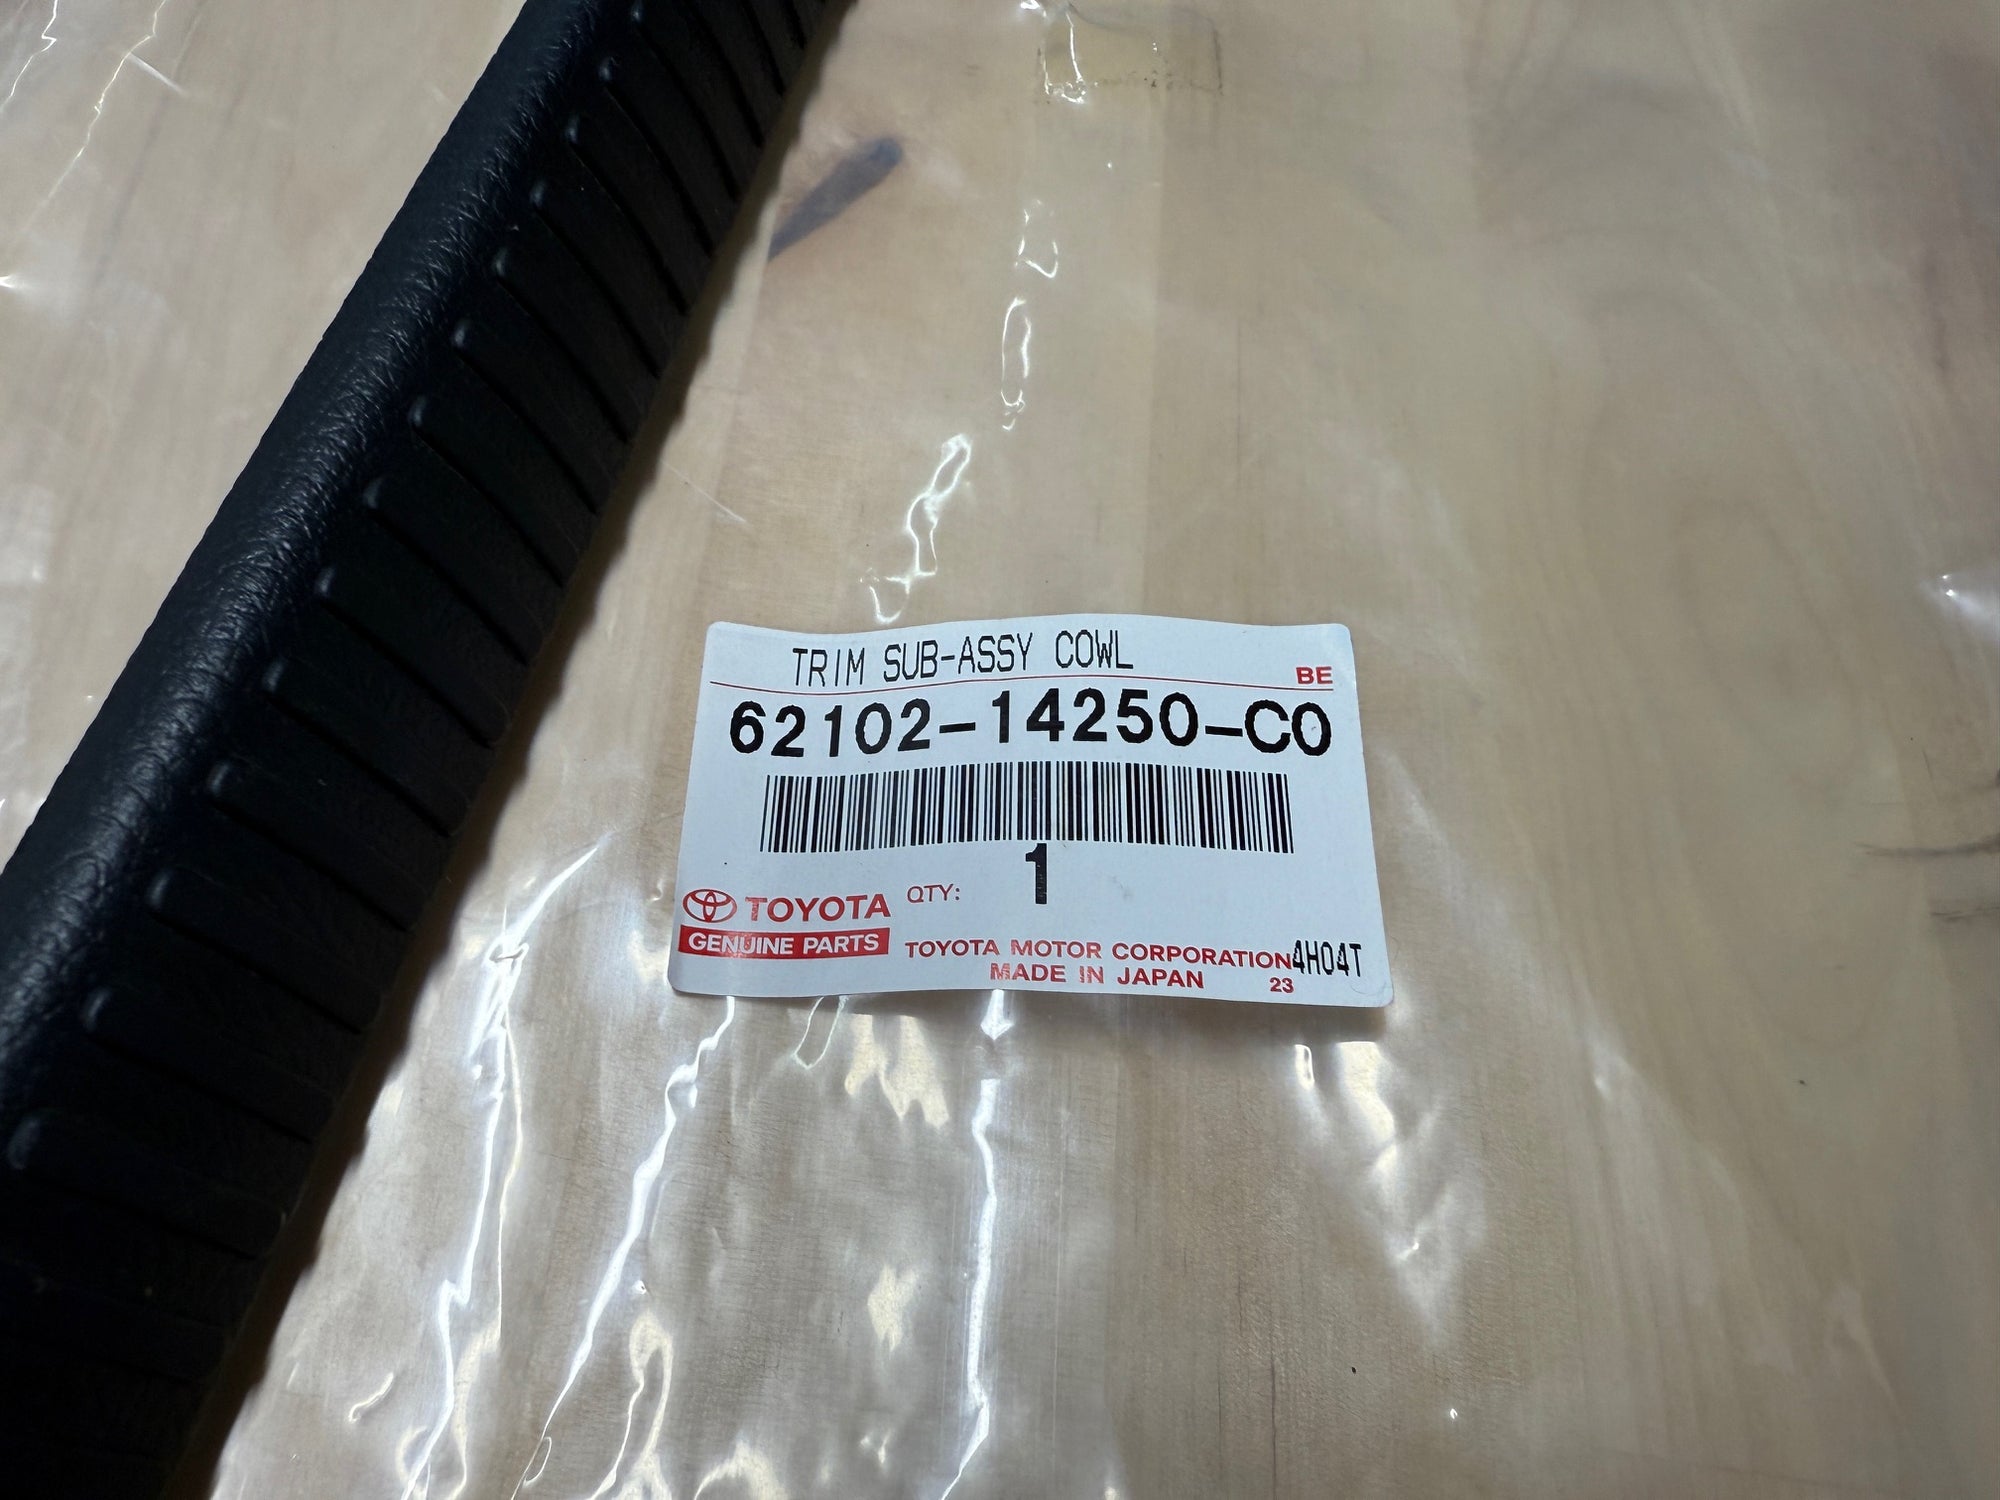 TRIM SUB-ASSY COWL
BE
62102-14250-C0
1
QTY:
TOYOTA
GENUINE PARTS
TOYOTA MOTOR CORPORATION 4H04T
MADE IN JAPAN 23